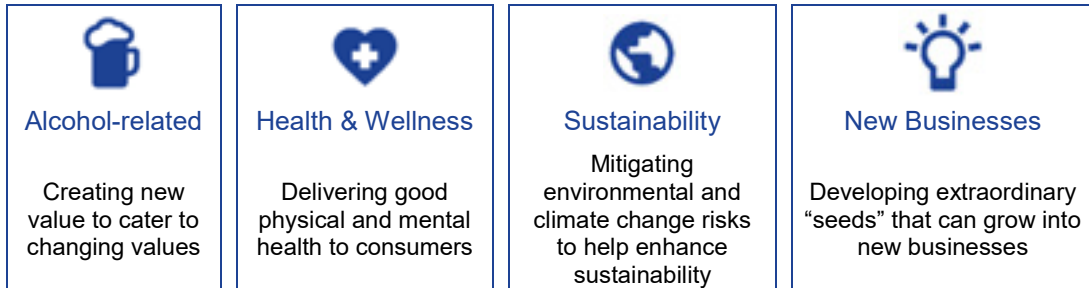 Alcohol-related
Creating new
value to cater to
changing values
Health & Wellness
Delivering good
physical and mental
health to consumers
Sustainability
Mitigating
environmental and
climate change risks
to help enhance
sustainability
New Businesses
Developing extraordinary
“seeds” that can grow into
new businesses